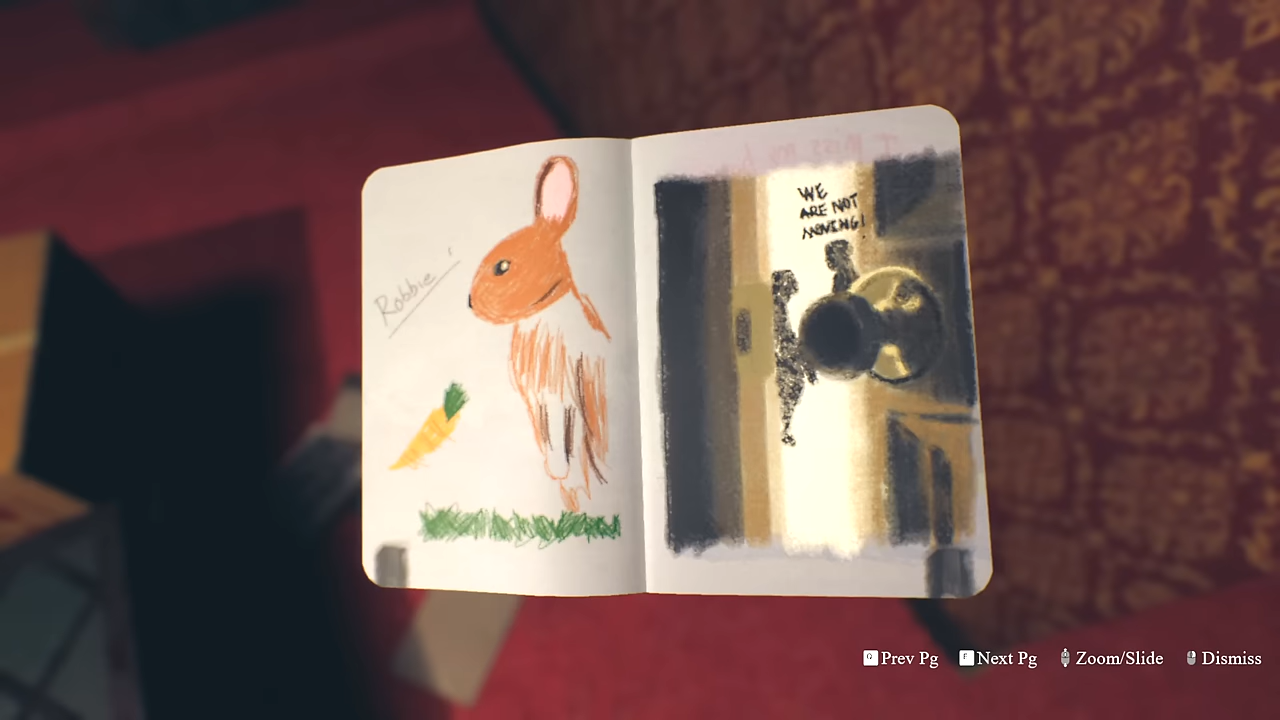 Robbie!
WE
ARE NOT
MOVING!
Prev Pg
Next Pg
Zoom/Slide
Dismiss